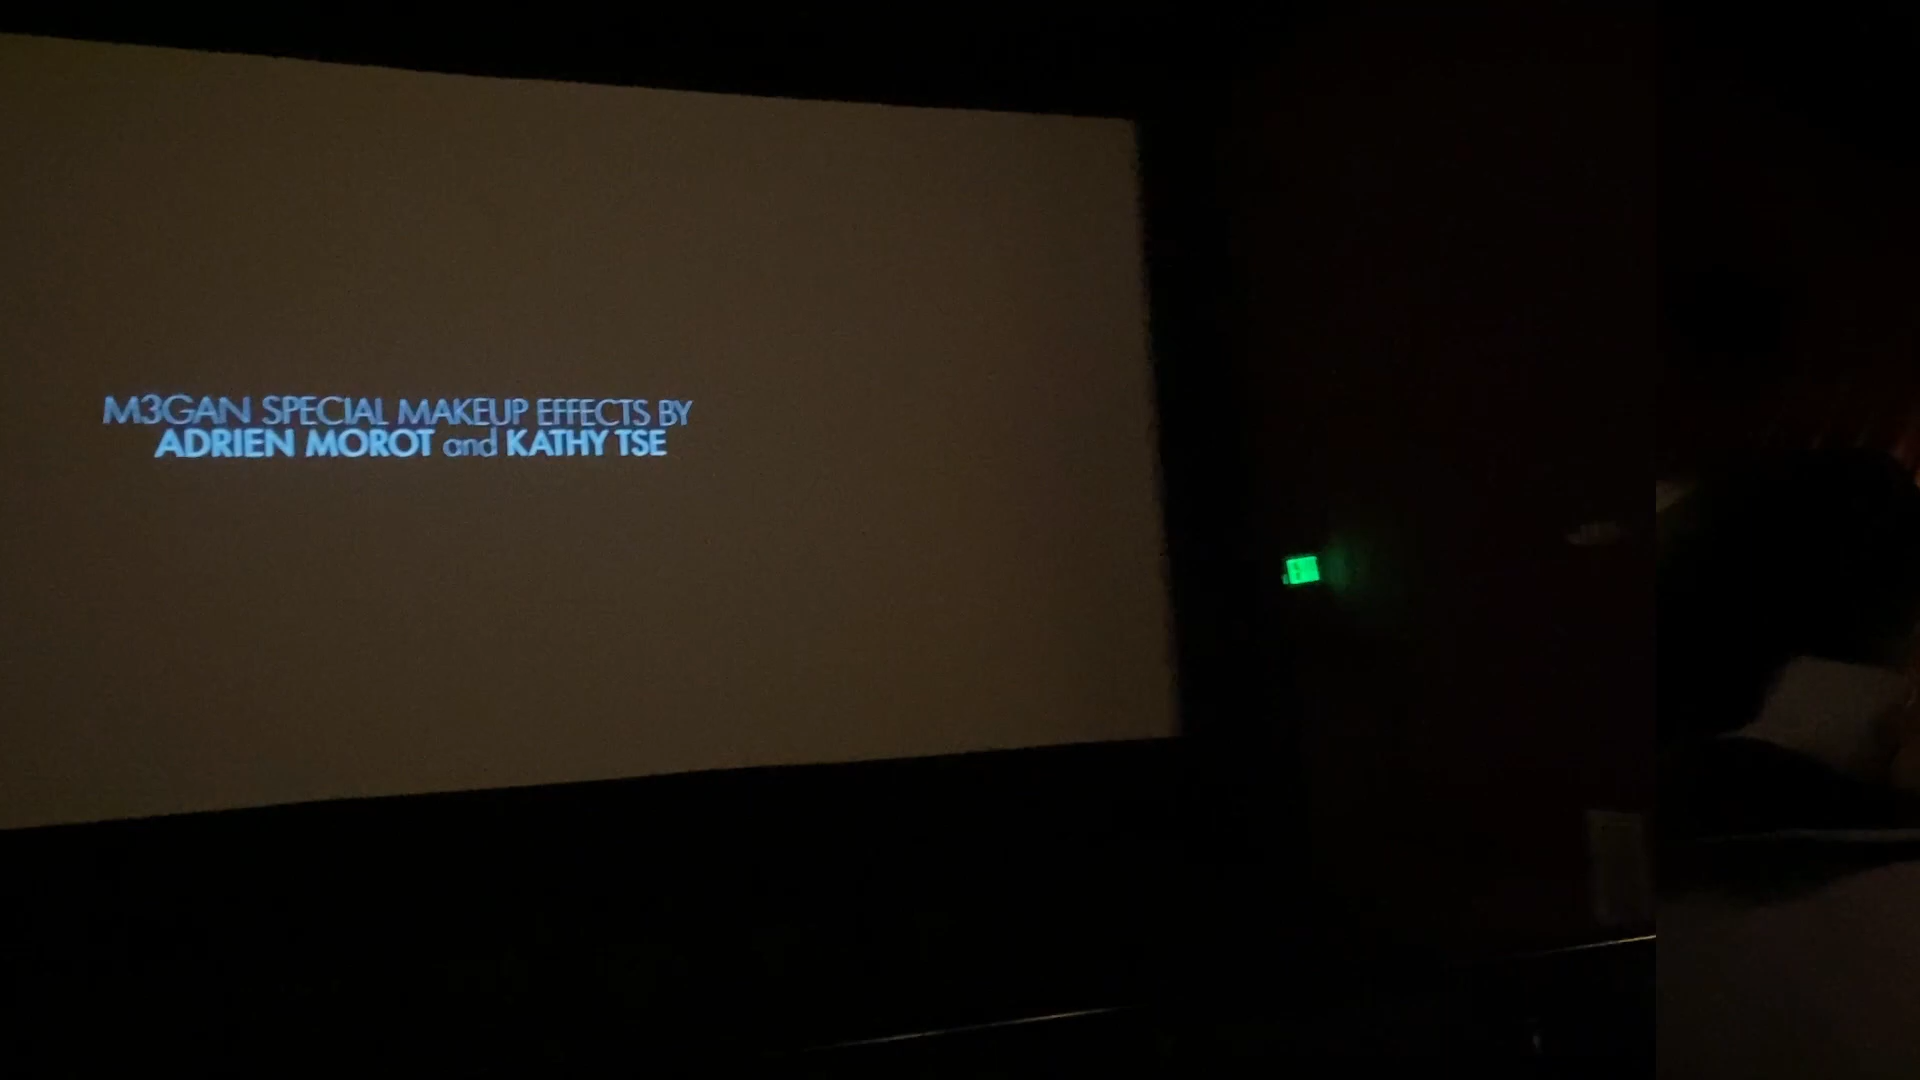 M3GAN SPECIAL MAKEUP EFFECTS BY
ADRIEN MOROT and KATHY TSE